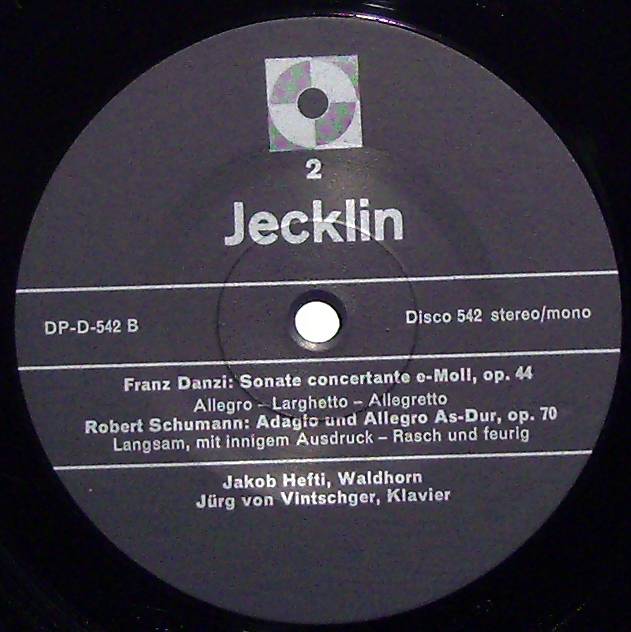 2
Jecklin
DP-D-542 B
Disco 542 stereo/mono
Franz Danzi: Sonate concertante e-Moll, op. 44
Allegro – Larghetto – Allegretto
Robert Schumann: Adagio und Allegro As-Dur, op. 70
Langsam, mit innigem Ausdruck – Rasch und feurig
Jakob Hefti, Waldhorn
Jürg von Vintschger, Klavier